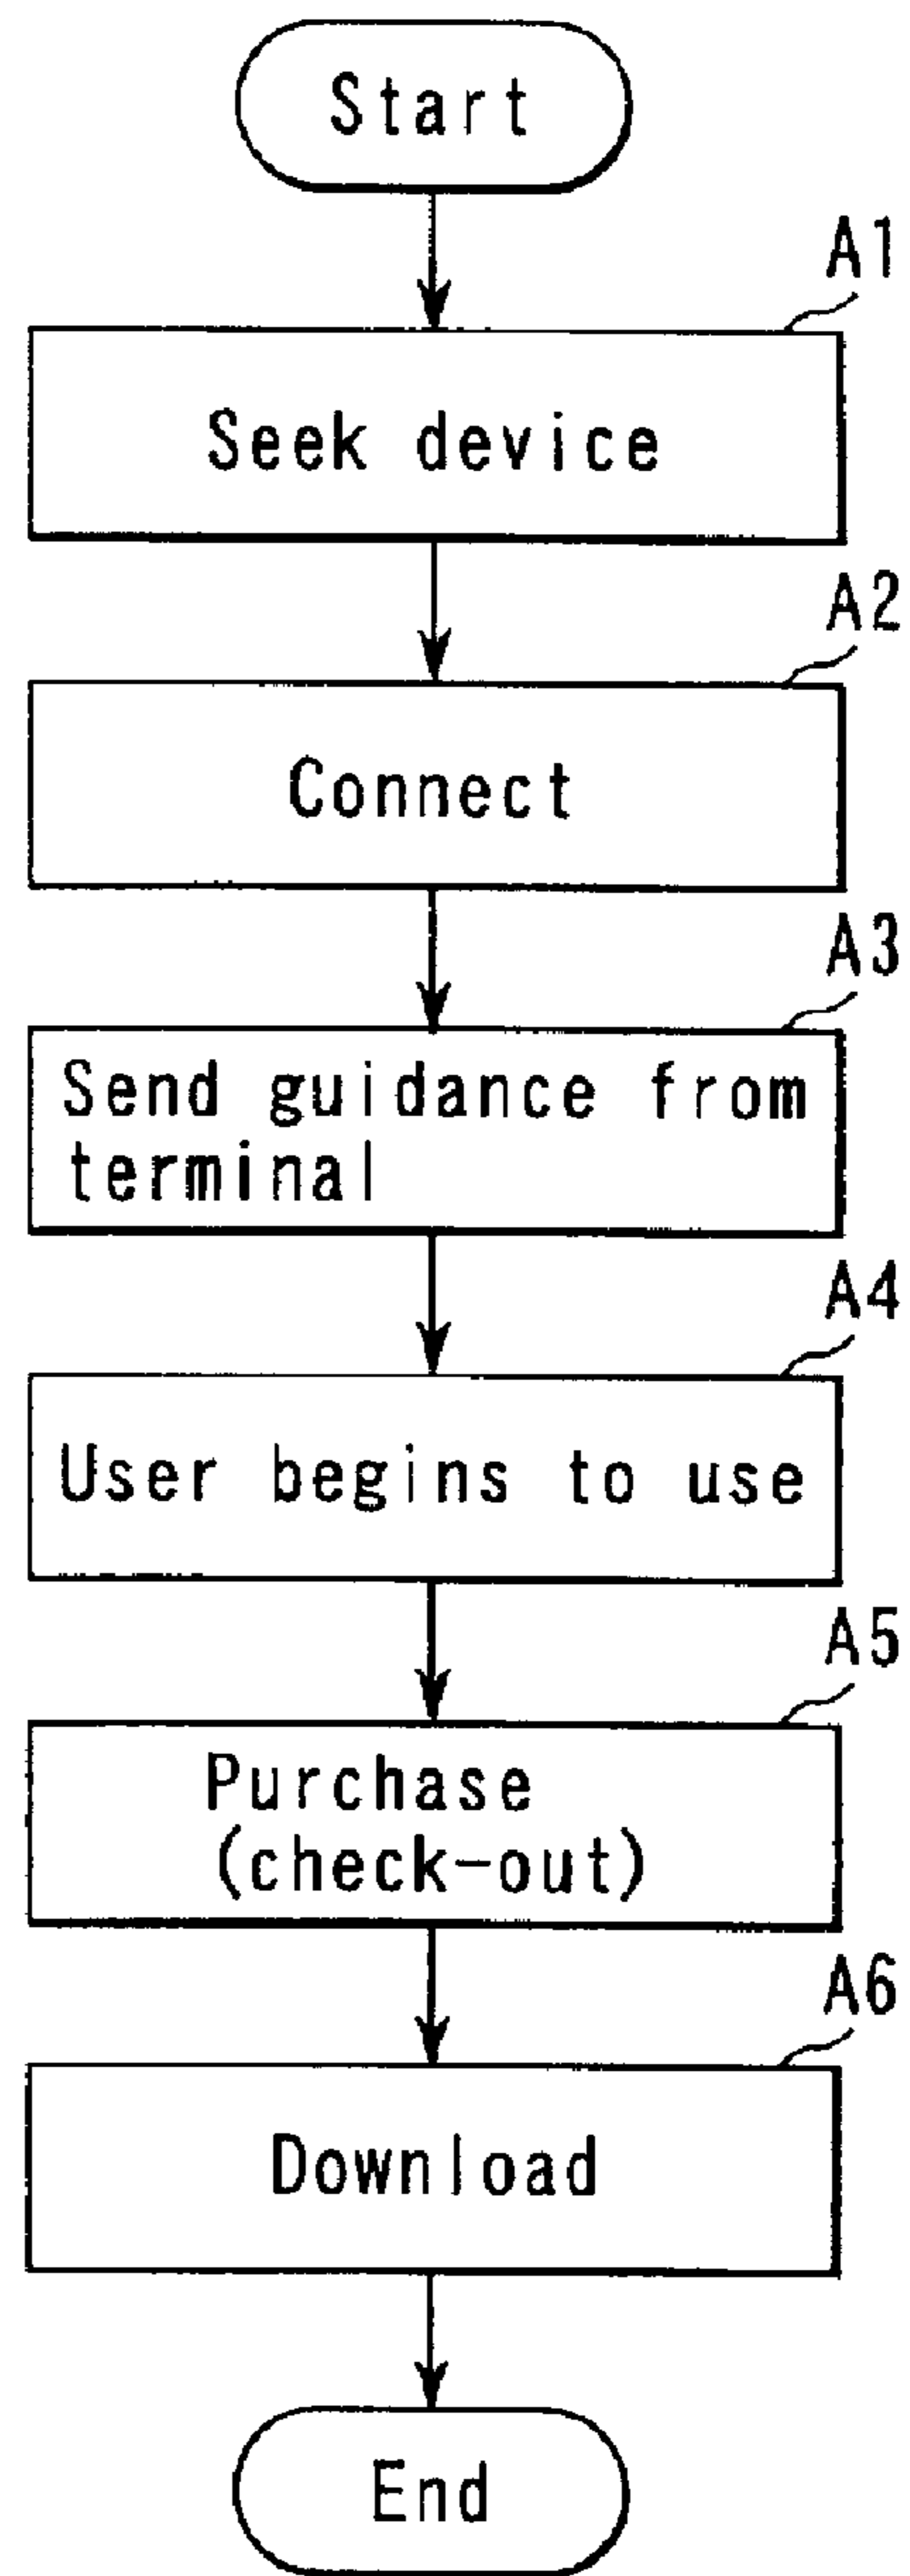 Start
A1
Seek device
A2
Connect
A3
Send guidance from
terminal
A4
User begins to use
A5
Purchase
(check-out)
A6
Download
End